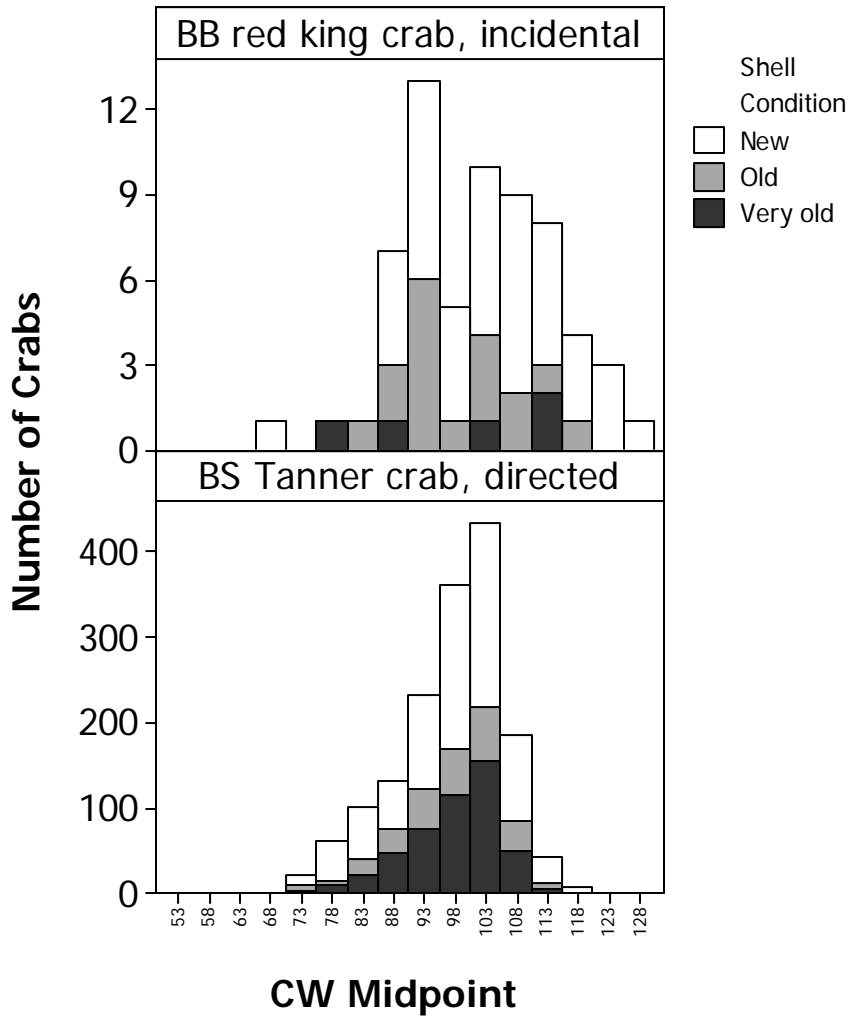 BB red king crab, incidental
Shell
Condition
New
Old
Very old
12
9
6
3
0
Number of Crabs
BS Tanner crab, directed
400
300
200
100
0
53 58 63 68 73 78 83 88 93 98 103 108 113 118 123 128
CW Midpoint